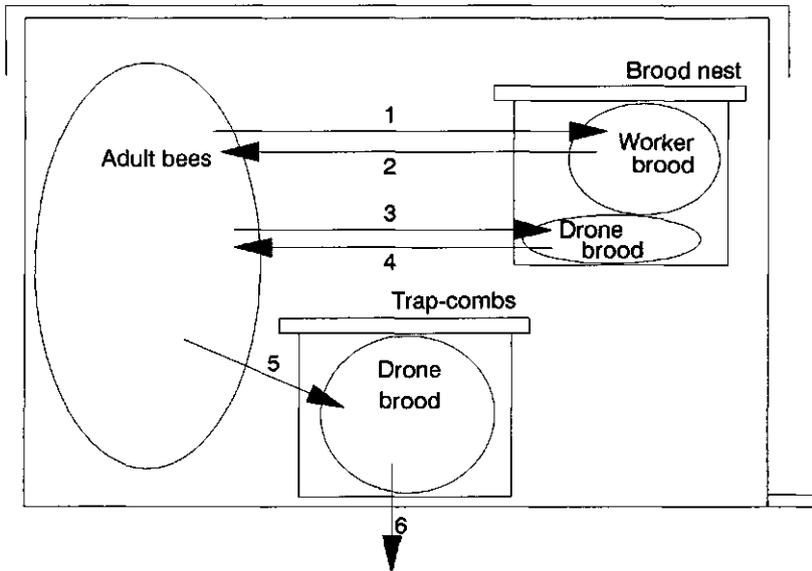 Brood nest
1
Adult bees
Worker
brood
2
3
Drone
brood
4
Trap-combs
5
Drone
brood
6